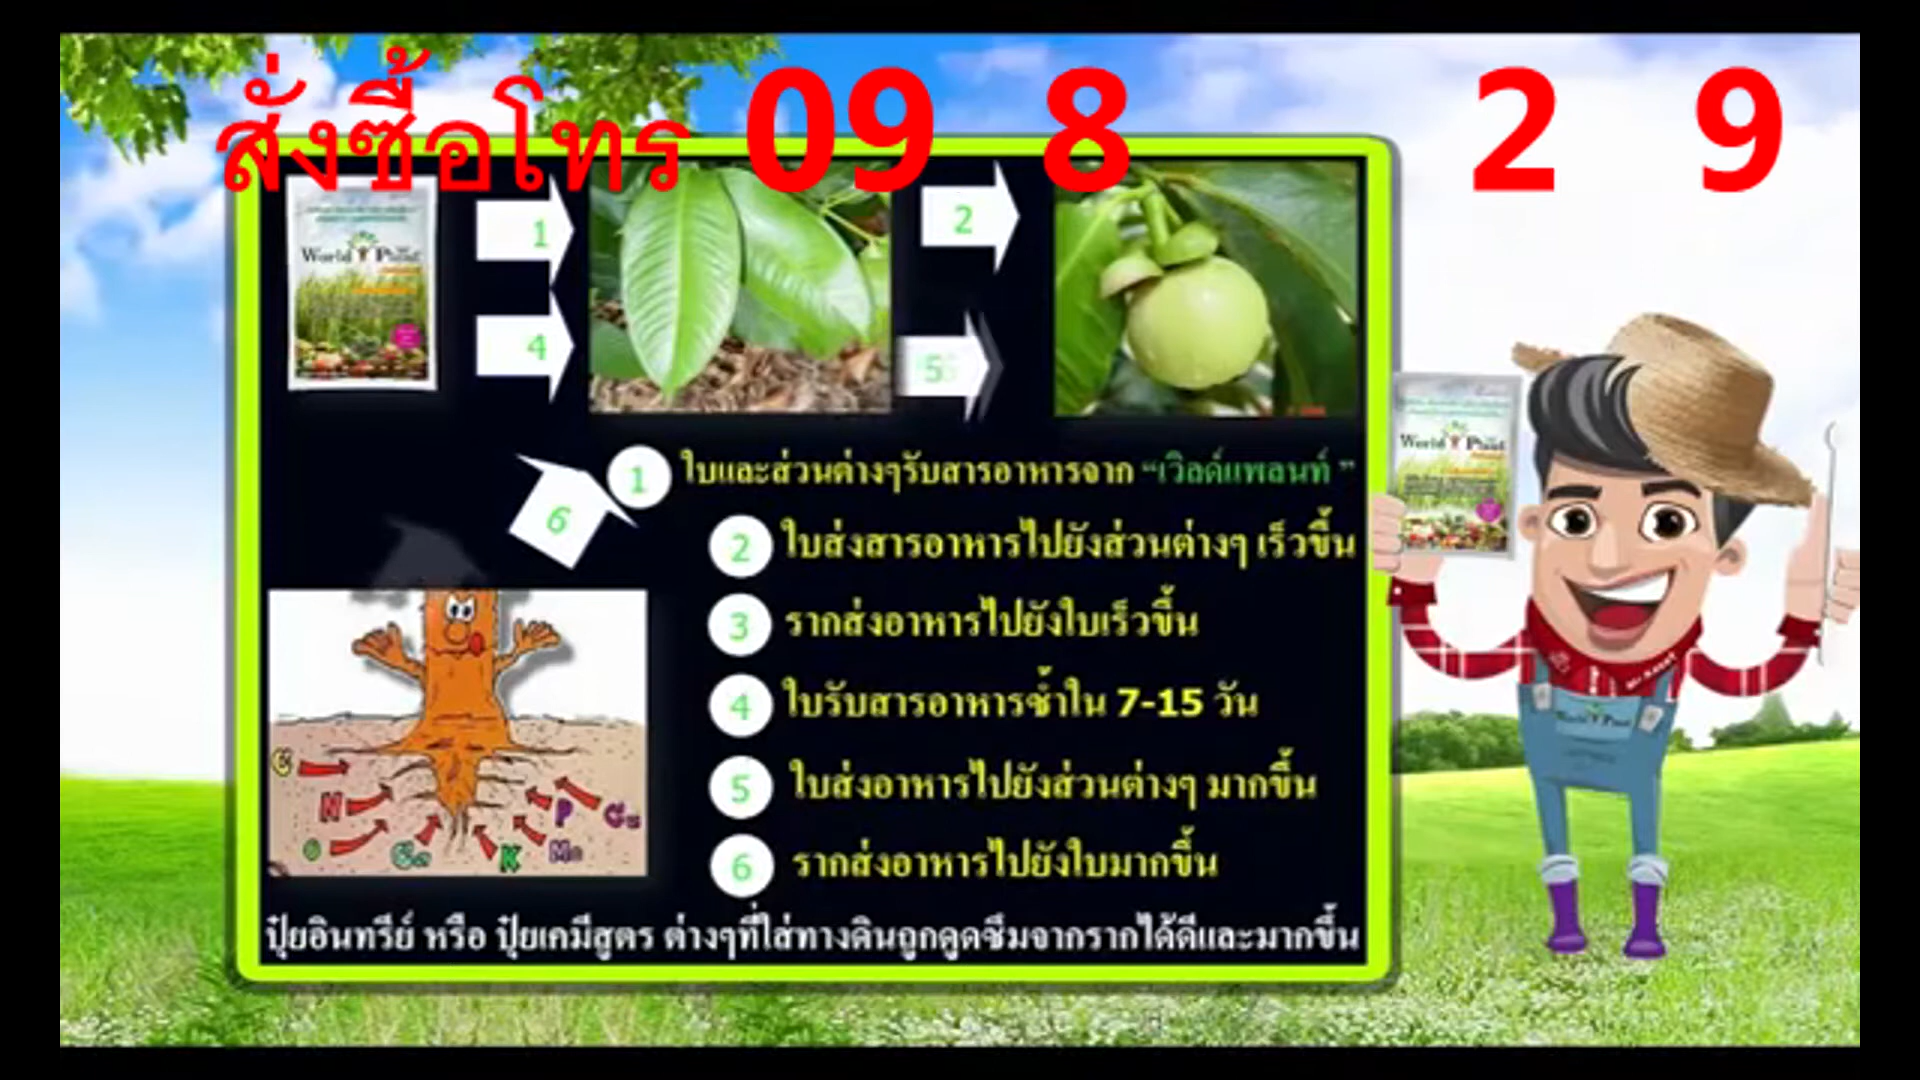 สั่งซื้อโทร 09 8 2 9
World Plant
1
2
4
5
6
World Plant
1 ใบและส่วนต่างๆรับสารอาหารจาก “เวิลด์แพลนท์ ”
2 ใบส่งสารอาหารไปยังส่วนต่างๆ เร็วขึ้น
3 รากส่งอาหารไปยังใบเร็วขึ้น
4 ใบรับสารอาหารซ้ำใน 7-15 วัน
5 ใบส่งอาหารไปยังส่วนต่างๆ มากขึ้น
6 รากส่งอาหารไปยังใบมากขึ้น
World Plant
N
P
K
ปุ๋ยอินทรีย์ หรือ ปุ๋ยเคมีสูตร ต่างๆที่ใส่ทางดินถูกดูดซึมจากรากได้ดีและมากขึ้น